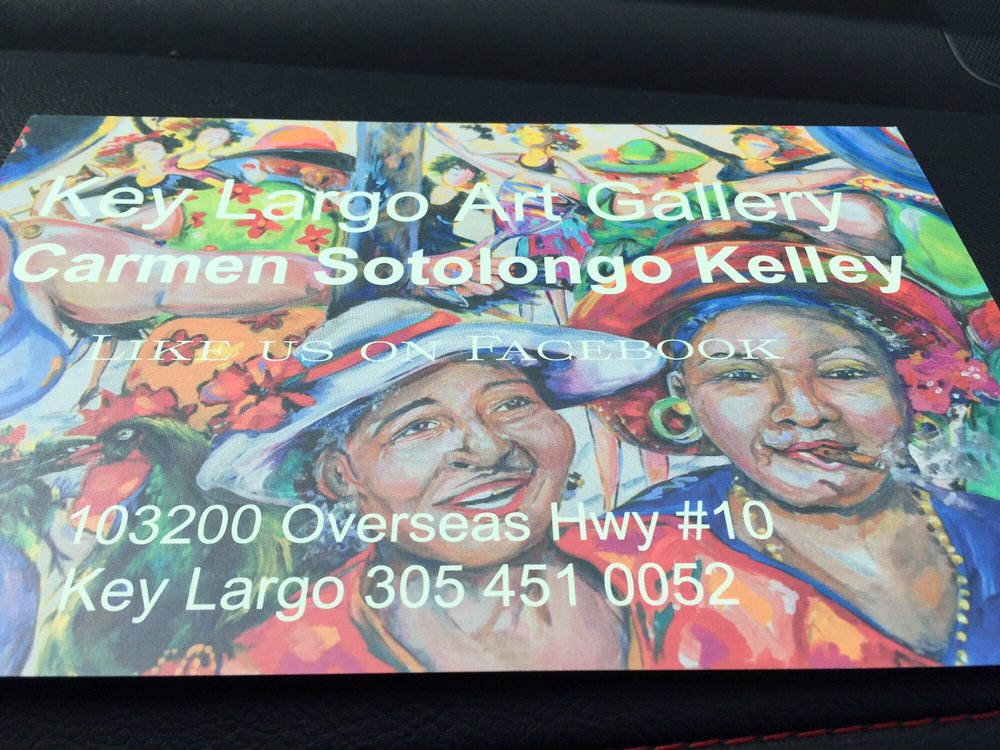 Key Largo Art Gallery
Carmen Sotolongo Kelley
LIKE US ON FACEBOOK
103200 Overseas Hwy #10
Key Largo 305 451 0052